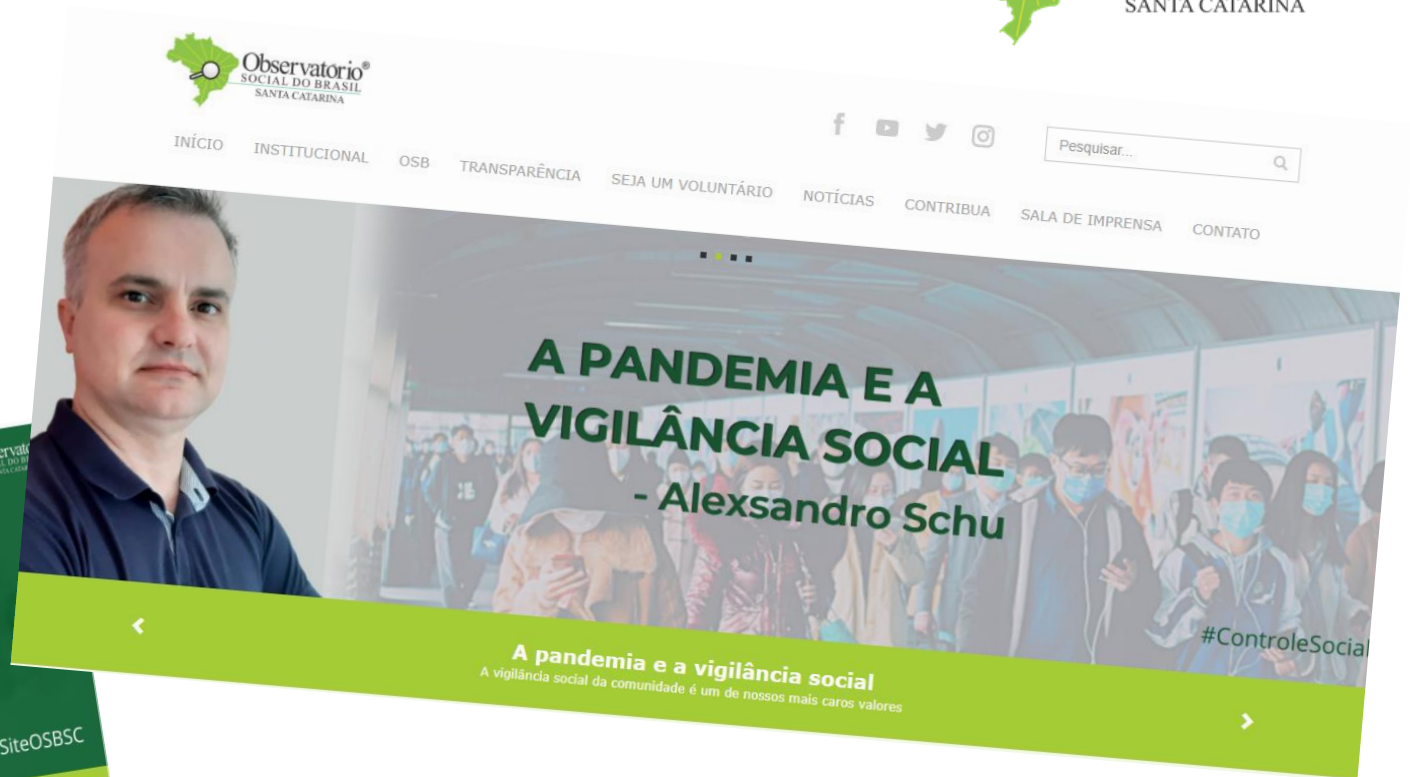 SANTA CATARINA
Observatório®
SOCIAL DO BRASIL
SANTA CATARINA
Pesquisar...
INÍCIO INSTITUCIONAL OSB TRANSPARÊNCIA SEJA UM VOLUNTÁRIO NOTÍCIAS CONTRIBUA SALA DE IMPRENSA CONTATO
A PANDEMIA E A
VIGILÂNCIA SOCIAL
- Alexsandro Schu
#ControleSocial
A pandemia e a vigilância social
A vigilância social da comunidade é um de nossos mais caros valores
SiteOSBSC